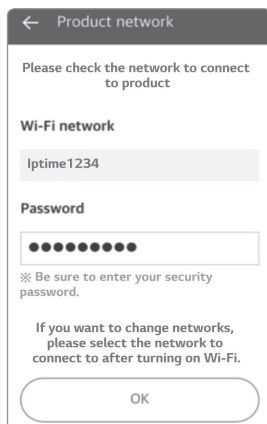 ← Product network
Please check the network to connect
to product
Wi-Fi network
Iptime1234
Password
●●●●●●●●●
※ Be sure to enter your security
password.
If you want to change networks,
please select the network to
connect to after turning on Wi-Fi.
OK